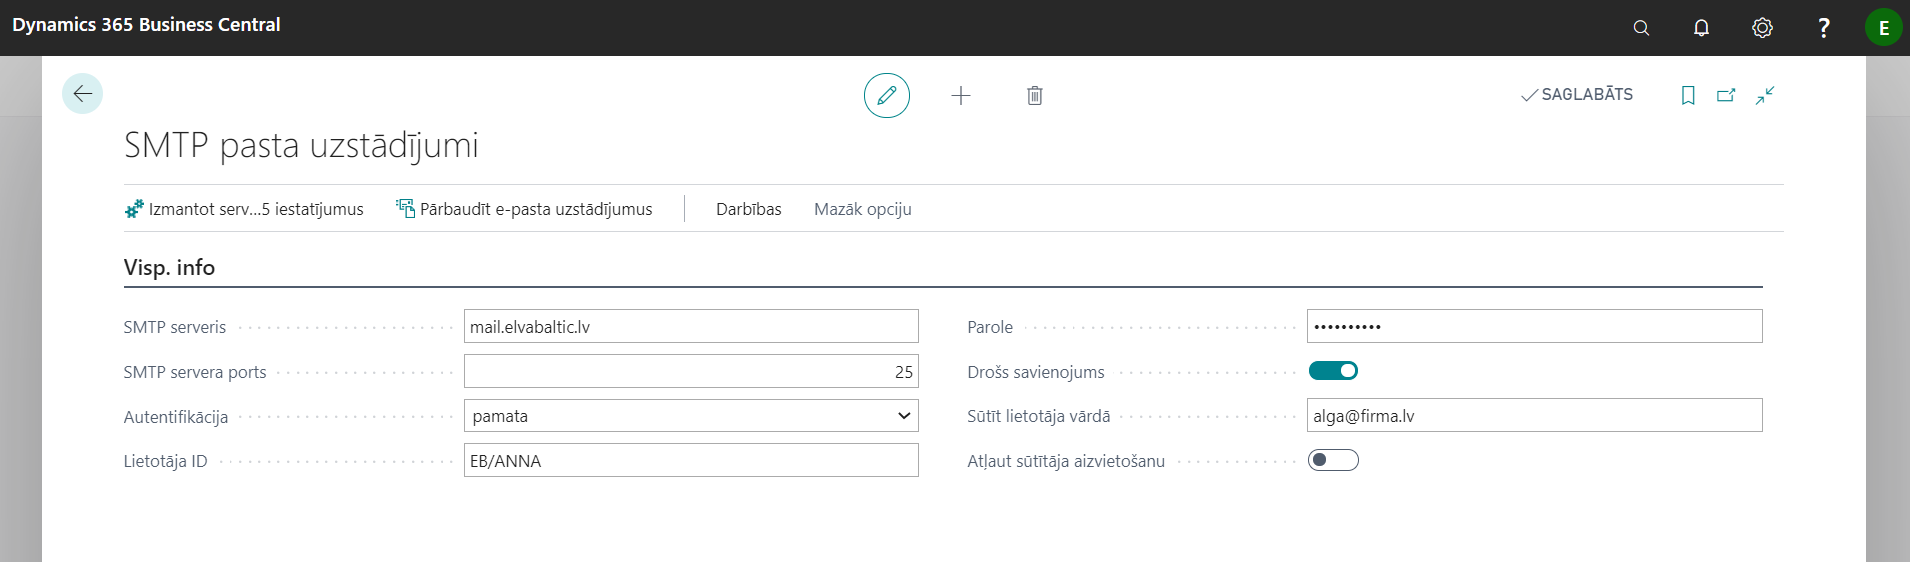 Dynamics 365 Business Central
? E
SAGLABĀTS
SMTP pasta uzstādījumi
Izmantot serv...5 iestatījumus Pārbaudīt e-pasta uzstādījumus Darbības Mazāk opciju
Visp. info
SMTP serveris mail.elvabaltic.lv
SMTP servera ports 25
Autentifikācija pamata
Lietotāja ID EB/ANNA
Parole ••••••••••
Drošs savienojums
Sūtīt lietotāja vārdā alga@firma.lv
Atļaut sūtītāja aizvietošanu